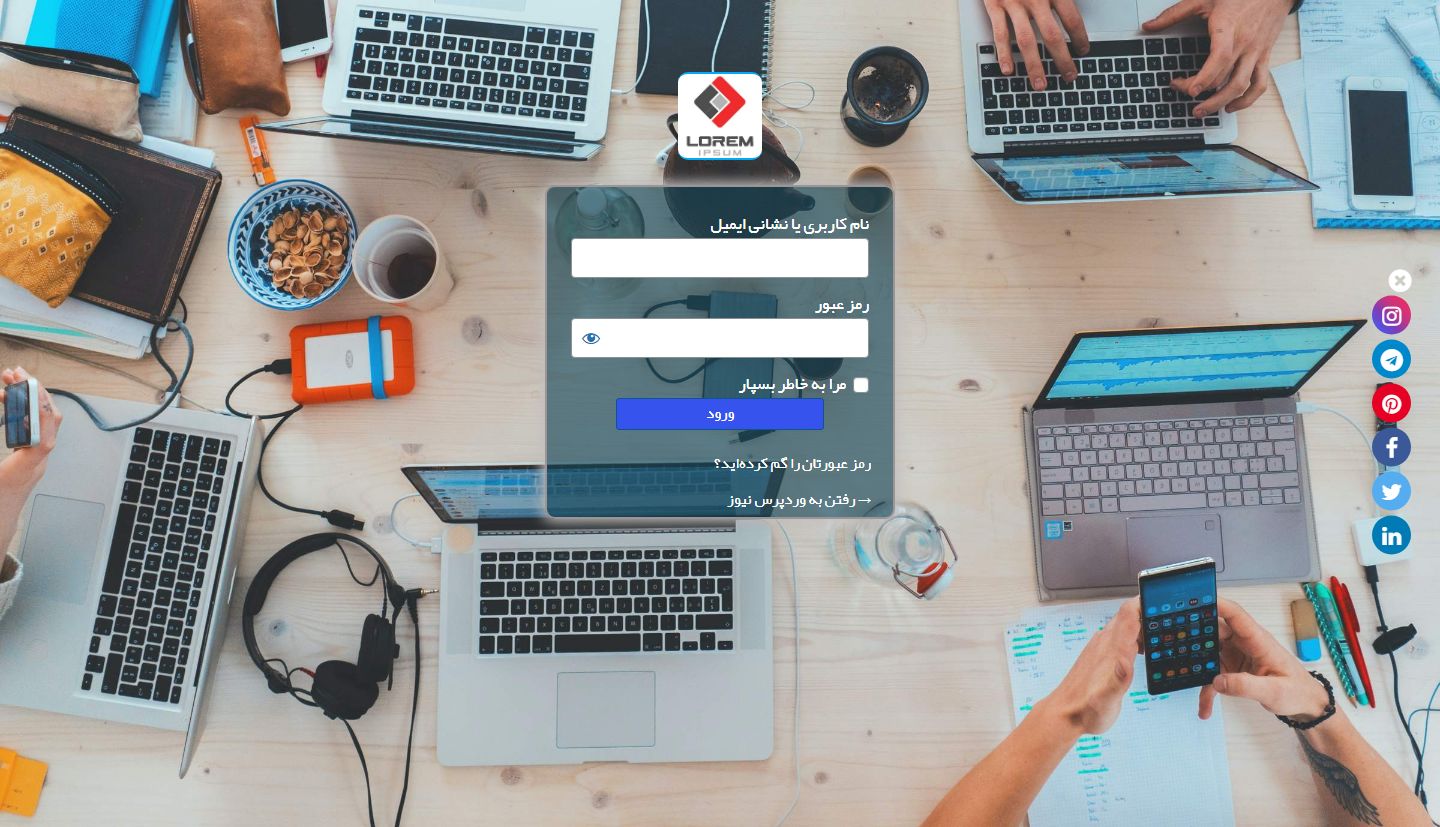 LOREM
IPSUM
نام کاربری یا نشانی ایمیل
رمز عبور
مرا به خاطر بسپار
ورود
رمز عبورتان را گم کرده‌اید؟
→ رفتن به وردپرس نیوز